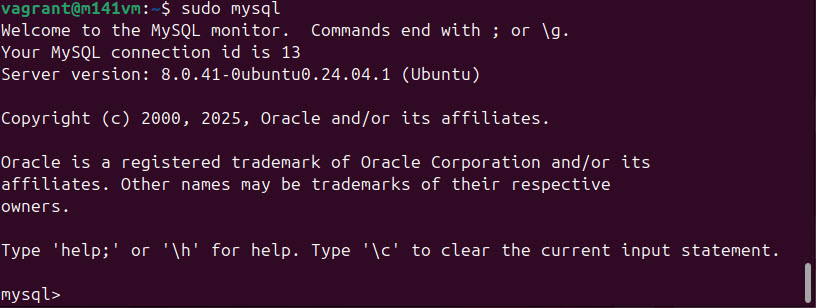 vagrant@m141vm:~$ sudo mysql
Welcome to the MySQL monitor.  Commands end with ; or \g.
Your MySQL connection id is 13
Server version: 8.0.41-0ubuntu0.24.04.1 (Ubuntu)
Copyright (c) 2000, 2025, Oracle and/or its affiliates.
Oracle is a registered trademark of Oracle Corporation and/or its
affiliates. Other names may be trademarks of their respective
owners.
Type 'help;' or '\h' for help. Type '\c' to clear the current input statement.
mysql>